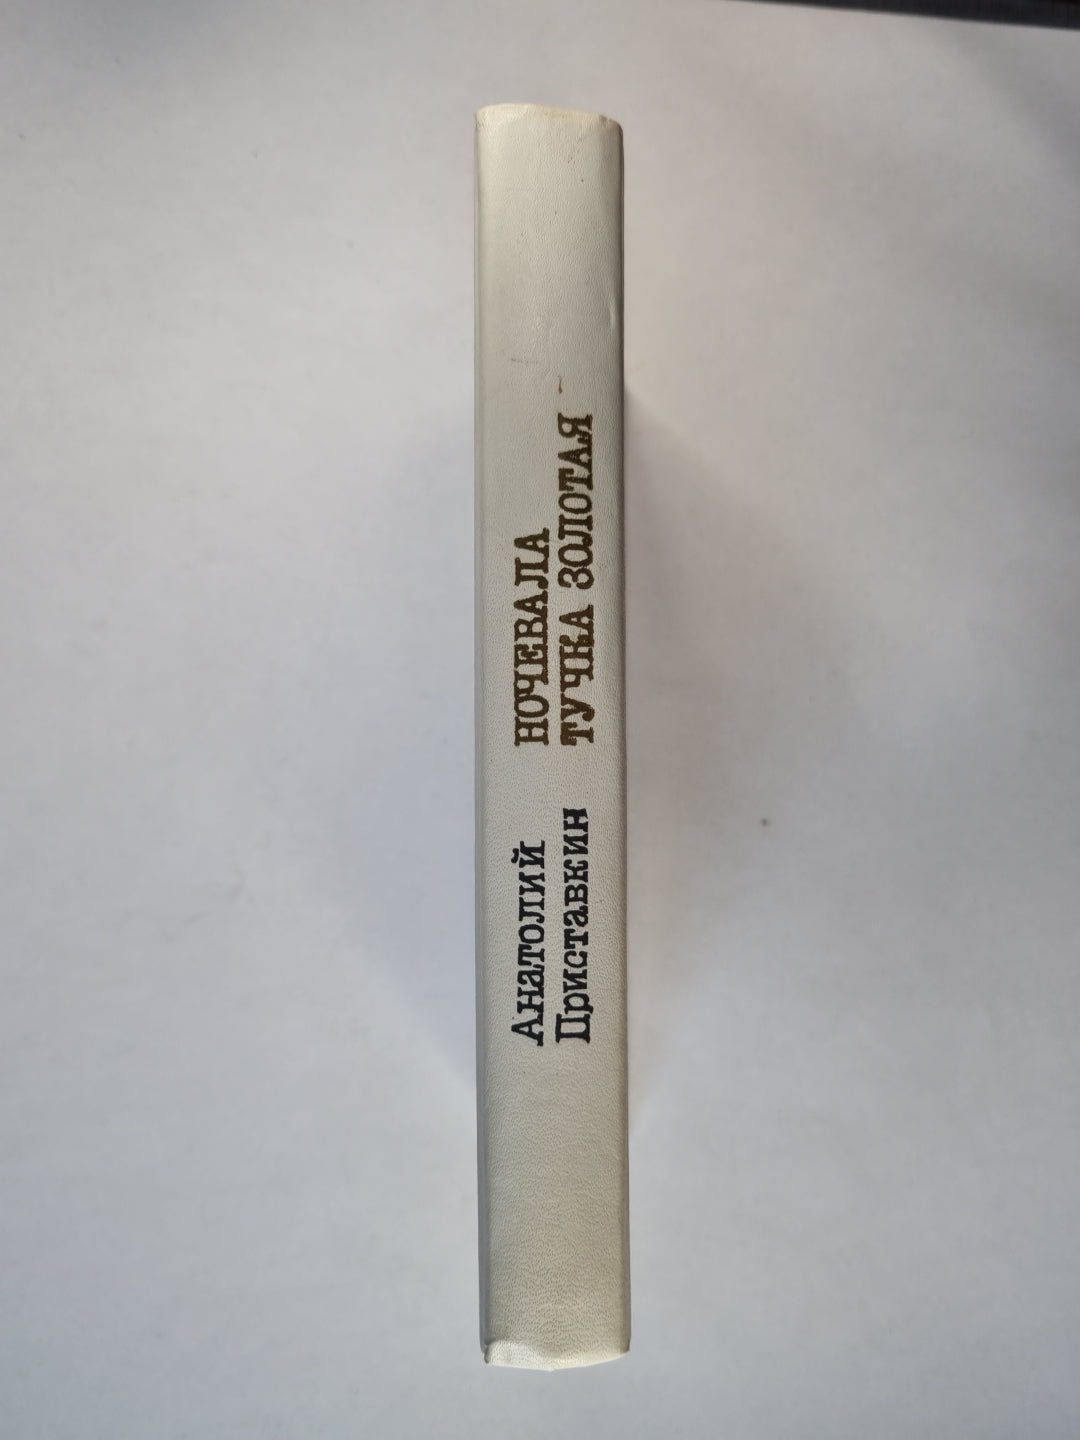 Анатолий
Приставкин
НОЧЕВАЛА
ТУЧКА ЗОЛОТАЯ